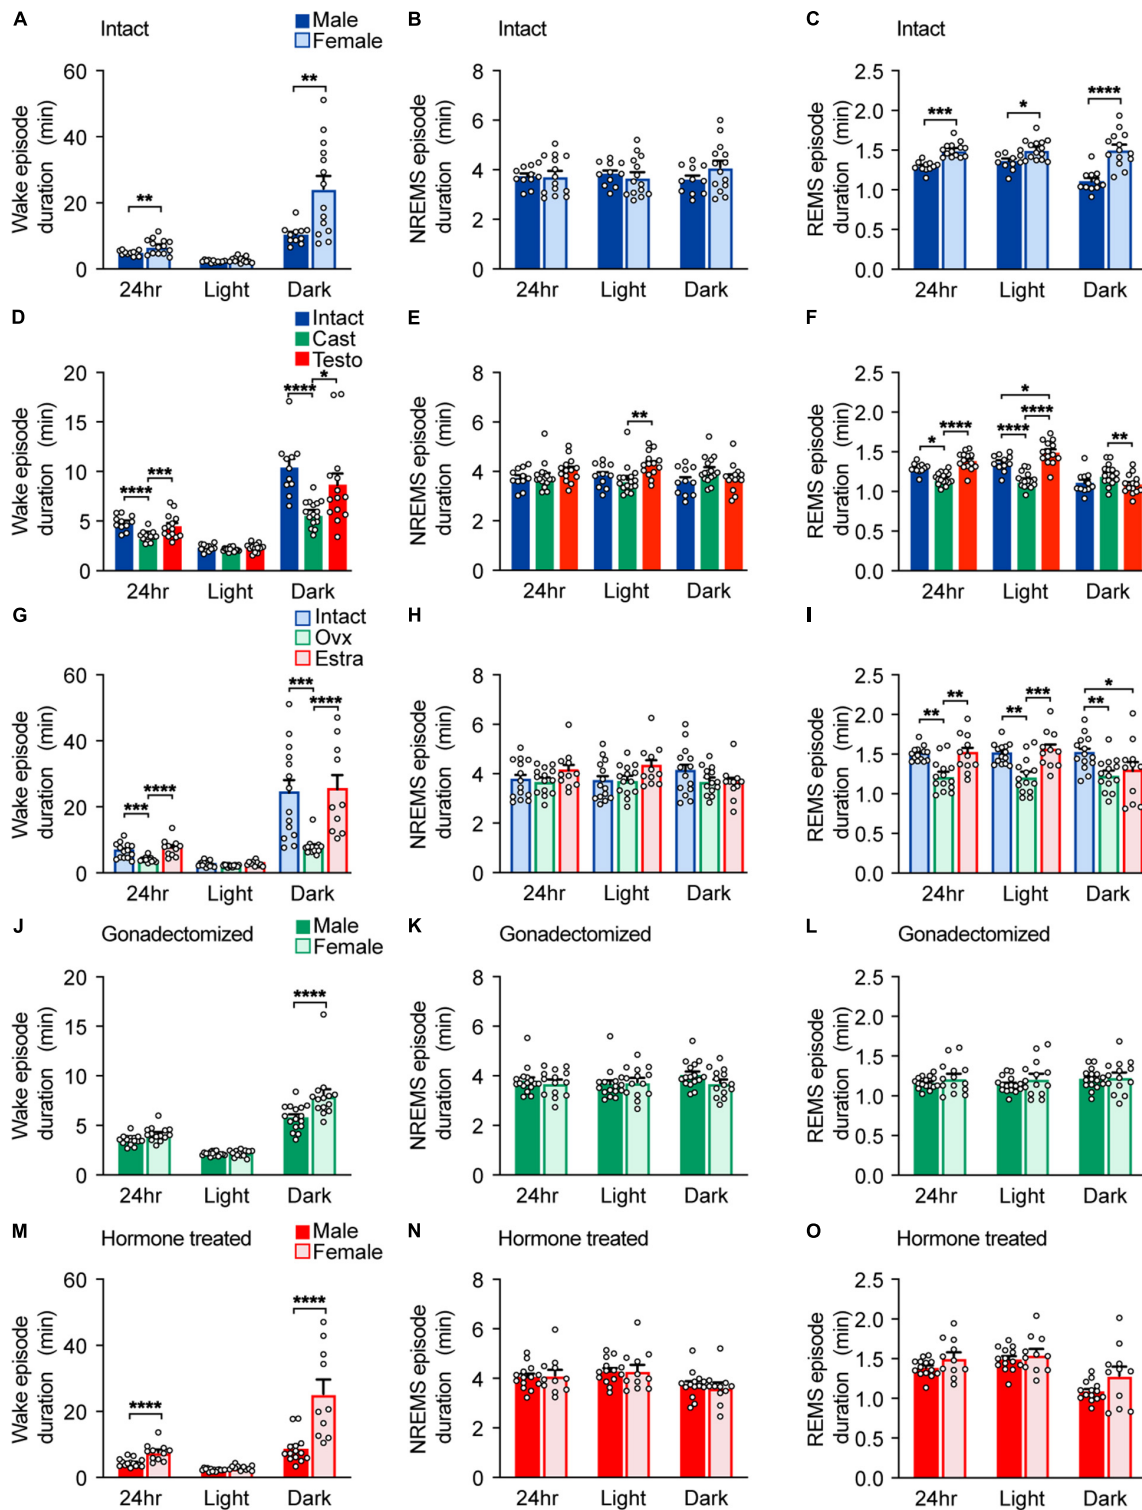 A
Intact
Male
Female
Wake episode
duration (min)
60
40
20
0
**
**
24hr
Light
Dark
B
Intact
NREMS episode
duration (min)
8
6
4
2
0
24hr
Light
Dark
C
Intact
REMS episode
duration (min)
2.5
2.0
1.5
1.0
0.5
0.0
***
*
****
24hr
Light
Dark
D
Intact
Cast
Testo
Wake episode
duration (min)
20
15
10
5
0
****
***
****
*
24hr
Light
Dark
E
NREMS episode
duration (min)
8
6
4
2
0
**
24hr
Light
Dark
F
REMS episode
duration (min)
2.5
2.0
1.5
1.0
0.5
0.0
*
****
*
****
****
**
24hr
Light
Dark
G
Intact
Ovx
Estra
Wake episode
duration (min)
60
40
20
0
***
****
***
****
24hr
Light
Dark
H
NREMS episode
duration (min)
8
6
4
2
0
24hr
Light
Dark
I
REMS episode
duration (min)
2.5
2.0
1.5
1.0
0.5
0.0
**
**
**
***
*
**
24hr
Light
Dark
J
Gonadectomized
Male
Female
Wake episode
duration (min)
20
15
10
5
0
****
24hr
Light
Dark
K
Gonadectomized
NREMS episode
duration (min)
8
6
4
2
0
24hr
Light
Dark
L
Gonadectomized
REMS episode
duration (min)
2.5
2.0
1.5
1.0
0.5
0.0
24hr
Light
Dark
M
Hormone treated
Male
Female
Wake episode
duration (min)
60
40
20
0
****
****
24hr
Light
Dark
N
Hormone treated
NREMS episode
duration (min)
8
6
4
2
0
24hr
Light
Dark
O
Hormone treated
REMS episode
duration (min)
2.5
2.0
1.5
1.0
0.5
0.0
24hr
Light
Dark